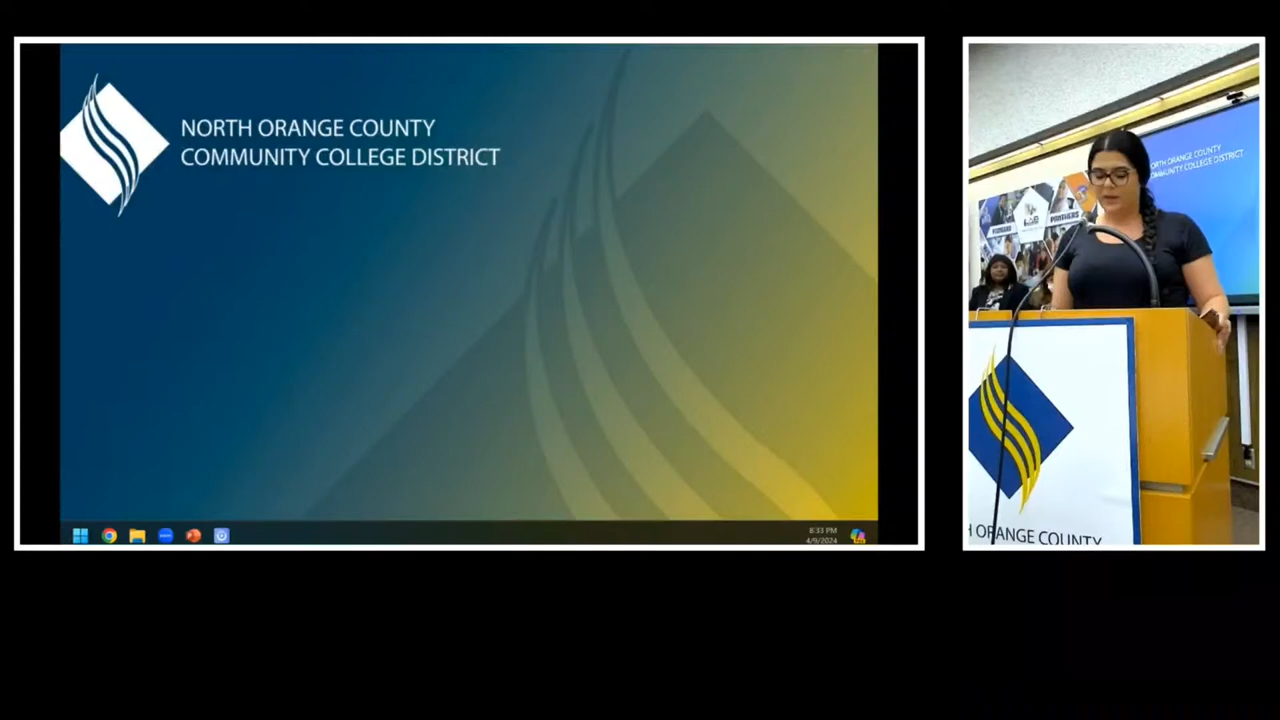 NORTH ORANGE COUNTY
COMMUNITY COLLEGE DISTRICT
8:33 PM
4/9/2024
NORTH ORANGE COUNTY
COMMUNITY COLLEGE DISTRICT
PANTHERS
H ORANGE COUNTY